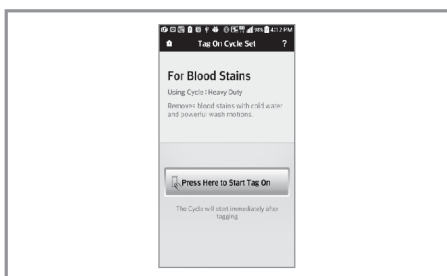 98% 4:12 PM
Tag On Cycle Set ?
For Blood Stains
Using Cycle : Heavy Duty
Removes blood stains with cold water
and powerful wash motions.
Press Here to Start Tag On
The Cycle will start immediately after
tagging